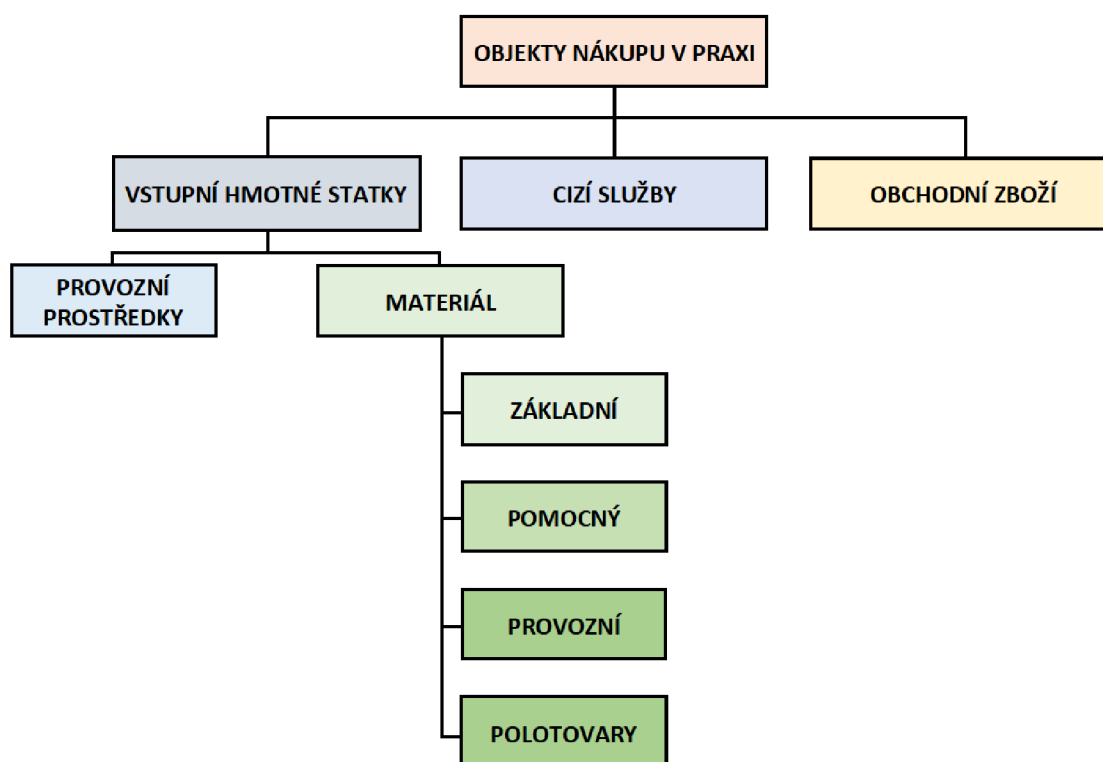 OBJEKTY NÁKUPU V PRAXI
VSTUPNÍ HMOTNÉ STATKY
CIZÍ SLUŽBY
OBCHODNÍ ZBOŽÍ
PROVOZNÍ
PROSTŘEDKY
MATERIÁL
ZÁKLADNÍ
POMOCNÝ
PROVOZNÍ
POLOTOVARY